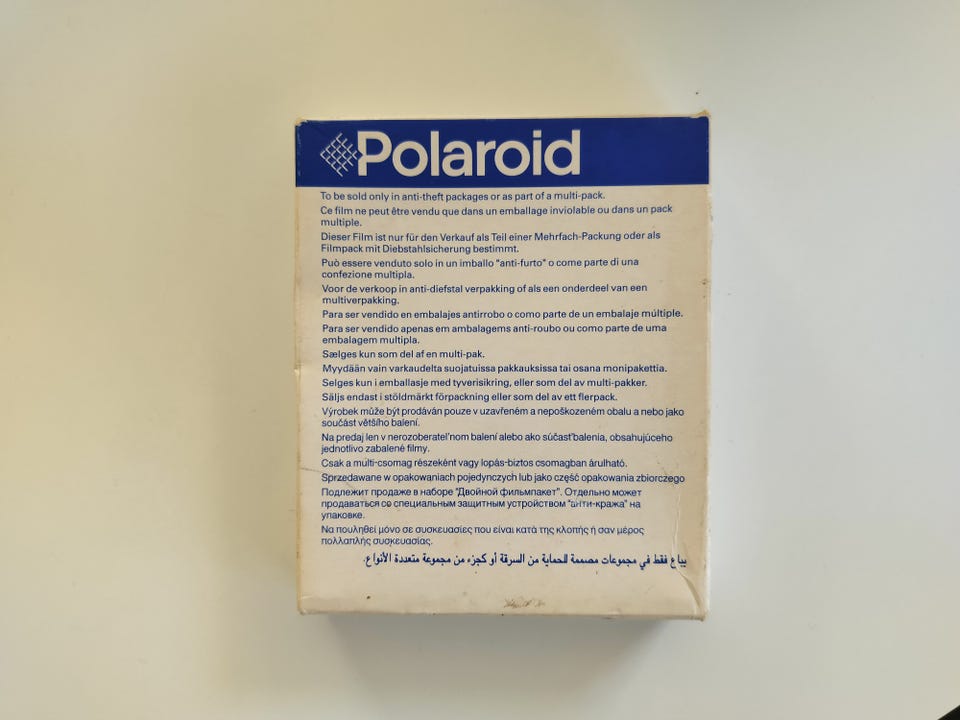 Polaroid
To be sold only in anti-theft packages or as part of a multi-pack.
Ce film ne peut être vendu que dans un emballage inviolable ou dans un pack
multiple.
Dieser Film ist nur für den Verkauf als Teil einer Mehrfach-Packung oder als
Filmpack mit Diebstahlsicherung bestimmt.
Può essere venduto solo in un imballo "anti-furto" o come parte di una
confezione multipla.
Voor de verkoop in anti-diefstal verpakking of als een onderdeel van een
multiverpakking.
Para ser vendido en embalajes antirrobo o como parte de un embalaje múltiple.
Para ser vendido apenas em ambalagems anti-roubo ou como parte de uma
embalagem multipla.
Sælges kun som del af en multi-pak.
Myydään vain varkaudelta suojatuissa pakkauksissa tai osana monipakettia.
Selges kun i emballasje med tyverisikring, eller som del av multi-pakker.
Säljs endast i stöldmärkt förpackning eller som del av ett flerpack.
Výrobek může být prodáván pouze v uzavřeném a nepoškozeném obalu a nebo jako
součást většího balení.
Na predaj len v nerozoberateľnom balení alebo ako súčasť balenia, obsahujúceho
jednotlivo zabalené filmy.
Csak a multi-csomag részeként vagy lopás-biztos csomagban árulható.
Sprzedawane w opakowaniach pojedynczych lub jako część opakowania zbiorczego
Подлежит продаже в наборе "Двойной фильмпакет". Отдельно может
продаваться со специальным защитным устройством "анти-кража" на
упаковке.
Να πουληθεί μόνο σε συσκευασίες που είναι κατά της κλοπής ή σαν μέρος
πολλαπλής συσκευασίας.
يباع فقط في مجموعات مصممة للحماية من السرقة أو كجزء من مجموعة متعددة الأنواع.